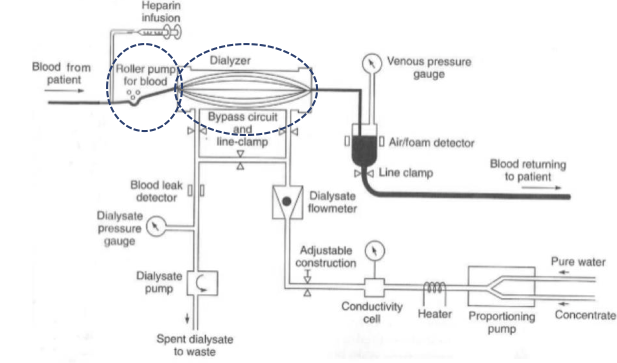 Heparin
infusion
Blood from
patient
Roller pump
for blood
Dialyzer
Venous pressure
gauge
Bypass circuit
and
line-clamp
Air/foam detector
Line clamp
Blood returning
to patient
Blood leak
detector
Dialysate
flowmeter
Dialysate
pressure
gauge
Adjustable
construction
Pure water
Dialysate
pump
Conductivity
cell
Heater
Proportioning
pump
Concentrate
Spent dialysate
to waste